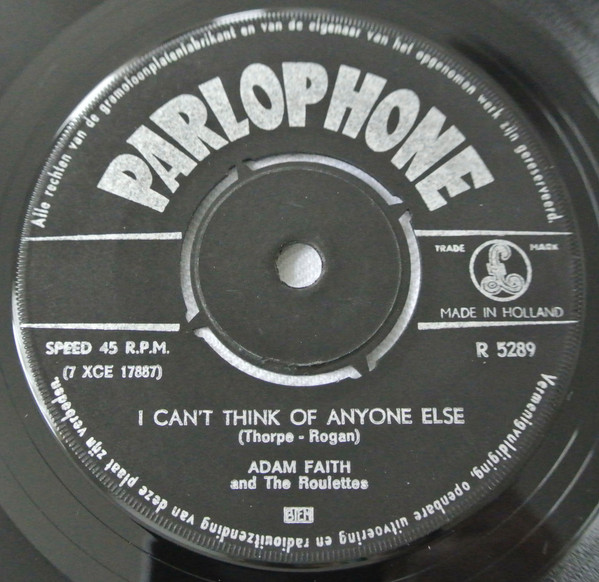 Alle rechten van de gramofoonplatenfabrikant en van de eigenaar van het opgenomen werk zijn gereserveerd.
PARLOPHONE
TRADE MARK
£
MADE IN HOLLAND
SPEED 45 R.P.M.
R 5289
(7 XCE 17887)
I CAN'T THINK OF ANYONE ELSE
(Thorpe - Rogan)
ADAM FAITH
and The Roulettes
BIEM
Vermenigvuldiging, openbare uitvoering en radiouitzending van deze plaat zijn verboden.